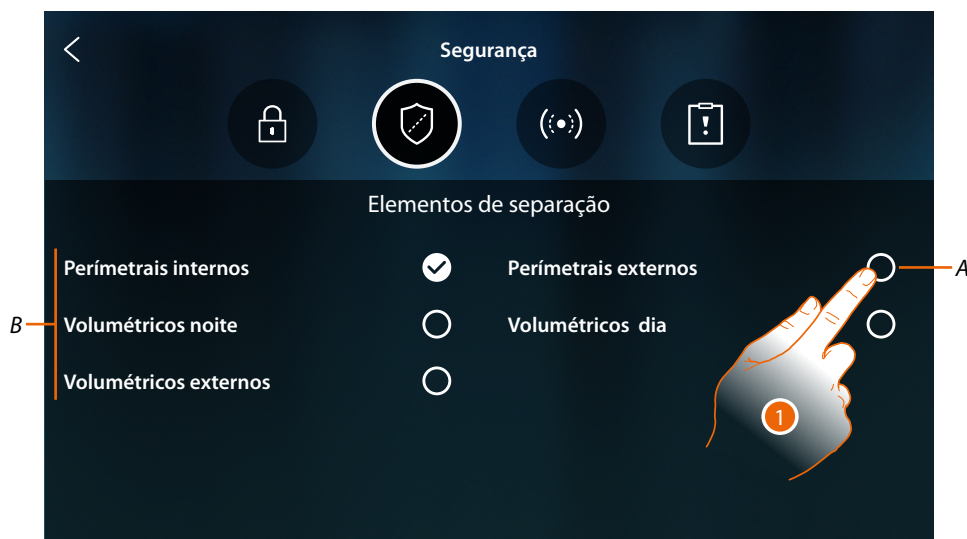 Segurança
Elementos de separação
Perímetrais internos
Perímetrais externos
A
B
Volumétricos noite
Volumétricos dia
Volumétricos externos
1